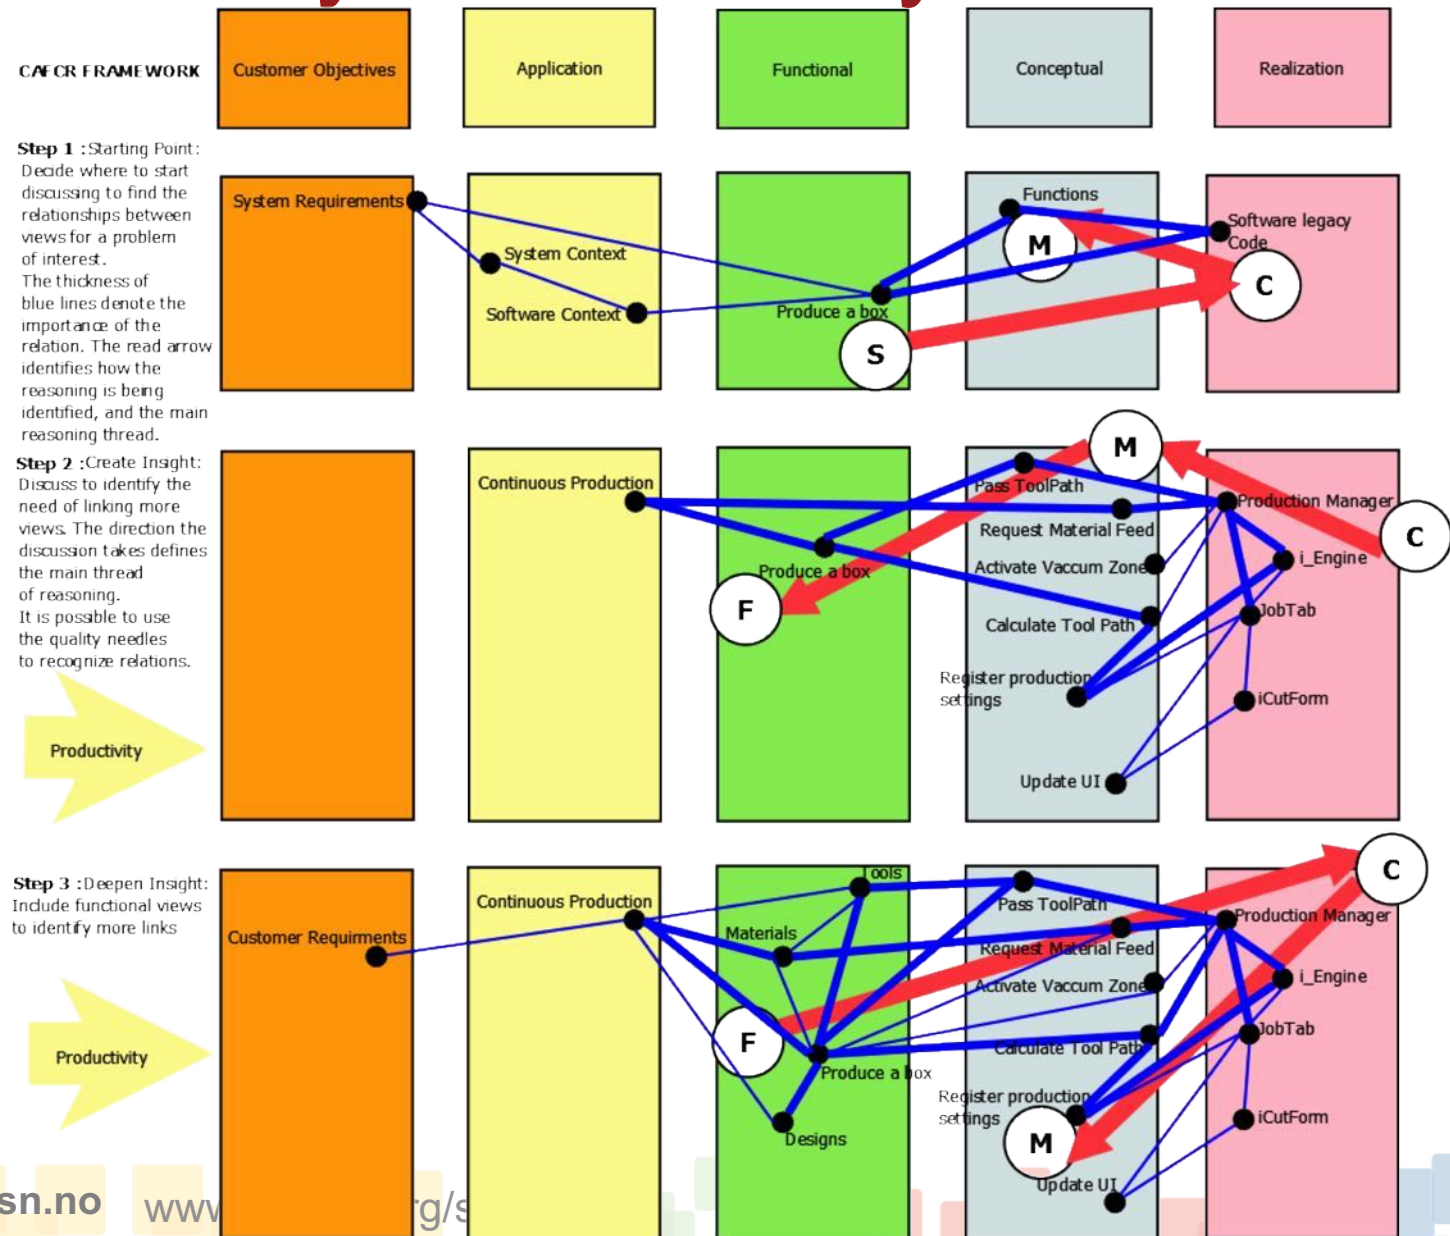 CAFCR FRAMEWORK
Customer Objectives
Application
Functional
Conceptual
Realization
Step 1 :Starting Point:
Decide where to start
discussing to find the
relationships between
views for a problem
of interest.
The thickness of
blue lines denote the
importance of the
relation. The read arrow
identifies how the
reasoning is being
identified, and the main
reasoning thread.
System Requirements
System Context
Software Context
Produce a box
Functions
Software legacy
Code
S
M
C
Step 2 :Create Insight:
Discuss to identify the
need of linking more
views. The direction the
discussion takes defines
the main thread
of reasoning.
It is possible to use
the quality needles
to recognize relations.
Productivity
Continuous Production
Produce a box
Pass ToolPath
Request Material Feed
Activate Vaccum Zone
Calculate Tool Path
Register production
settings
Update UI
Production Manager
i_Engine
JobTab
iCutForm
M
C
F
Step 3 :Deepen Insight:
Include functional views
to identify more links
Productivity
Customer Requirments
Continuous Production
Tools
Materials
Produce a box
Designs
Pass ToolPath
Request Material Feed
Activate Vaccum Zone
Calculate Tool Path
Register production
settings
Update UI
Production Manager
i_Engine
JobTab
iCutForm
C
F
M
sn.no